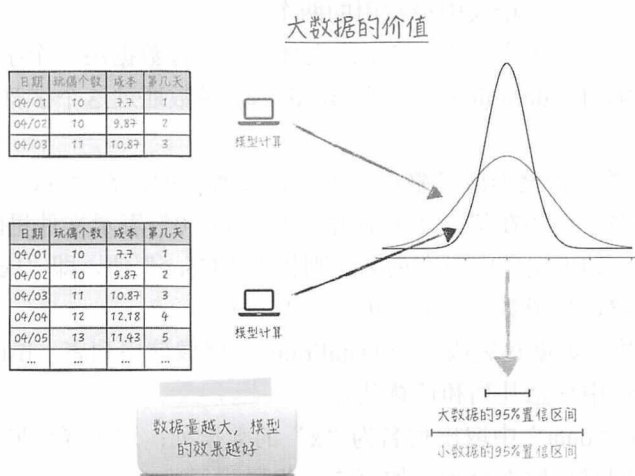 大数据的价值
日期 玩偶个数 成本 第几天
04/01 10 7.7 1
04/02 10 9.87 2
04/03 11 10.87 3
模型计算
日期 玩偶个数 成本 第几天
04/01 10 7.7 1
04/02 10 9.87 2
04/03 11 10.87 3
04/04 12 12.18 4
04/05 13 11.43 5
... ... ... ...
模型计算
数据量越大，模型
的效果越好
大数据的95%置信区间
小数据的95%置信区间